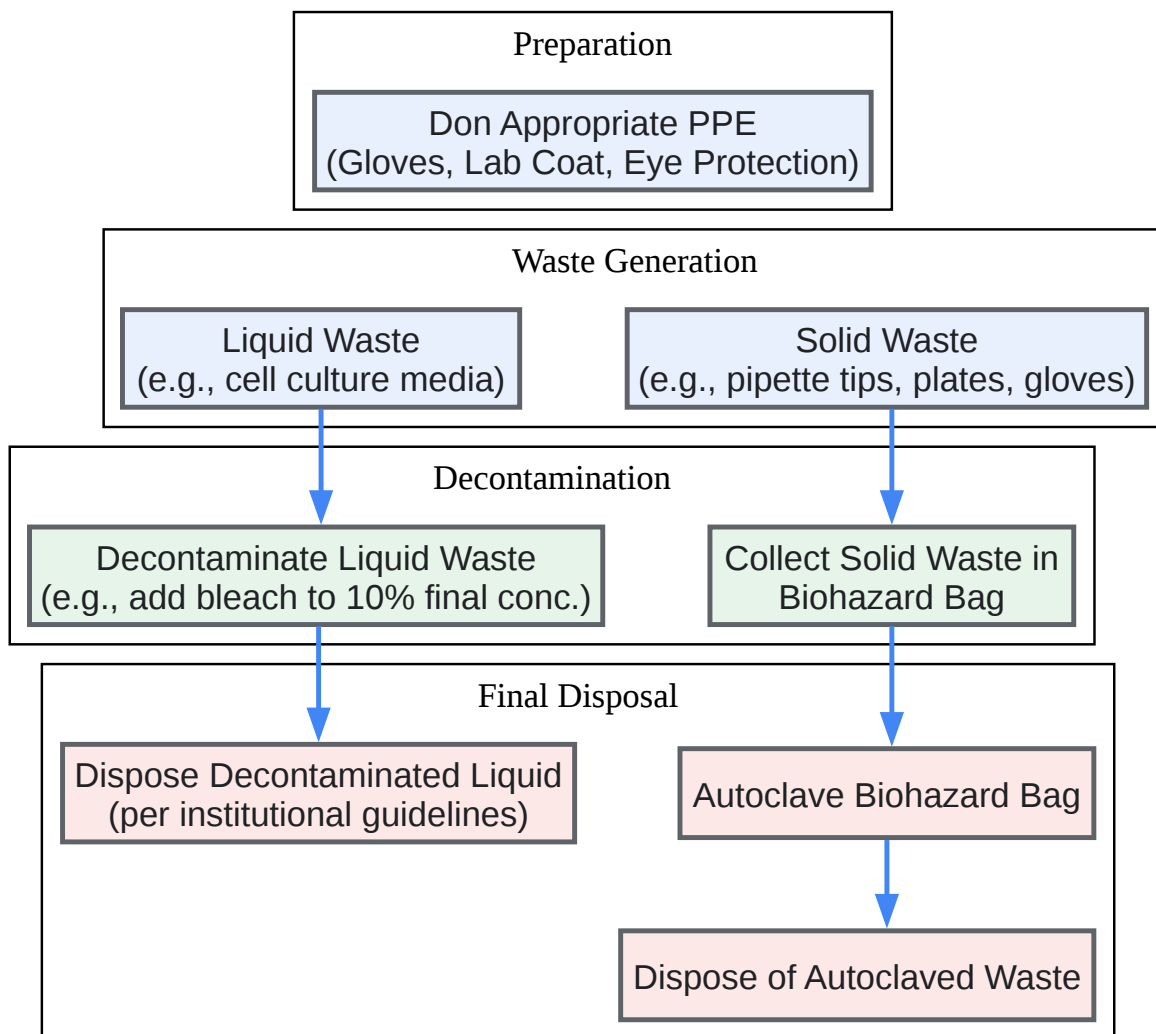 Preparation
Don Appropriate PPE
(Gloves, Lab Coat, Eye Protection)
Waste Generation
Liquid Waste
(e.g., cell culture media)
Solid Waste
(e.g., pipette tips, plates, gloves)
Decontamination
Decontaminate Liquid Waste
(e.g., add bleach to 10% final conc.)
Collect Solid Waste in
Biohazard Bag
Final Disposal
Dispose Decontaminated Liquid
(per institutional guidelines)
Autoclave Biohazard Bag
Dispose of Autoclaved Waste